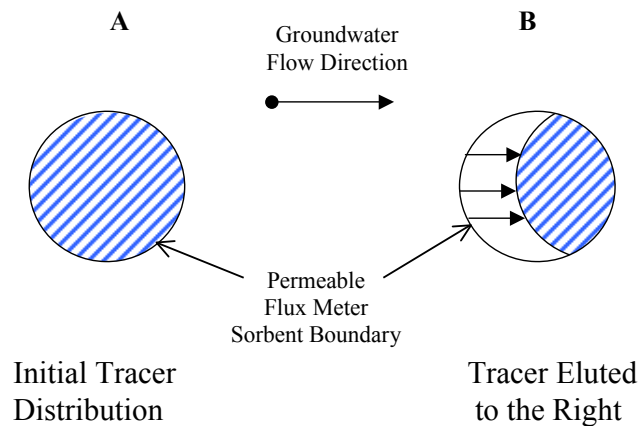 A
Groundwater
Flow Direction
B
Permeable
Flux Meter
Sorbent Boundary
Initial Tracer
Distribution
Tracer Eluted
to the Right